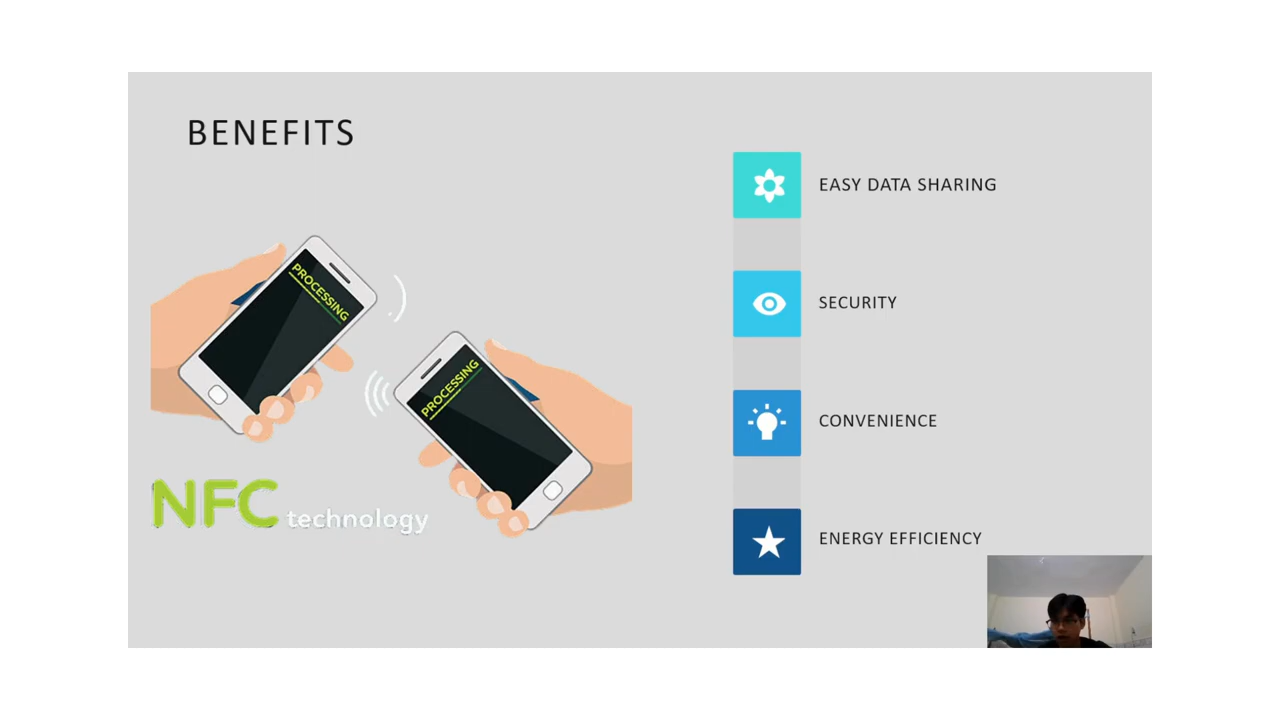 BENEFITS
PROCESSING
PROCESSING
NFC technology
EASY DATA SHARING
SECURITY
CONVENIENCE
ENERGY EFFICIENCY